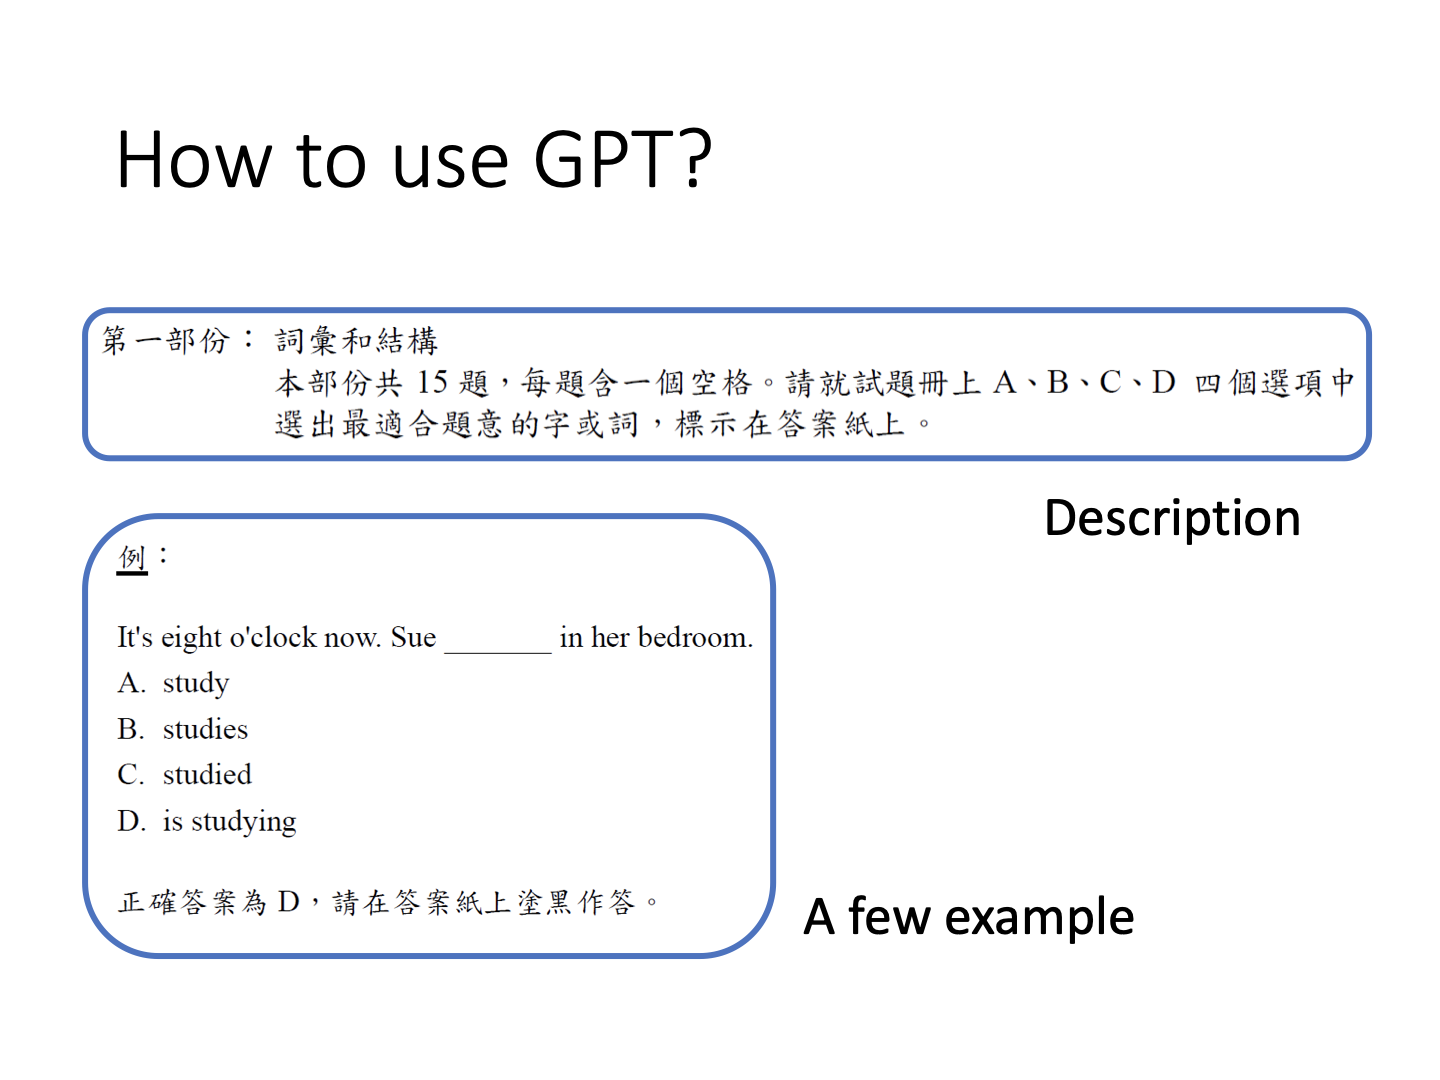 How to use GPT?
第一部份： 詞彙和結構
本部份共 15 題，每題含一個空格。請就試題冊上 A、B、C、D 四個選項中
選出最適合題意的字或詞，標示在答案紙上。
Description
例：
It's eight o'clock now. Sue _______ in her bedroom.
A. study
B. studies
C. studied
D. is studying
正確答案為 D，請在答案紙上塗黑作答。
A few example